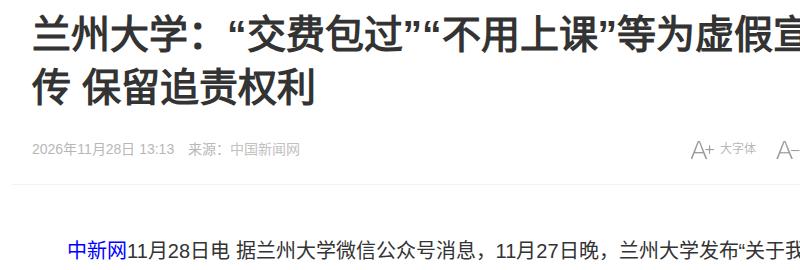 兰州大学：“交费包过”“不用上课”等为虚假宣
传 保留追责权利
2026年11月28日 13:13 来源：中国新闻网 A+ 大字体 A-
中新网11月28日电 据兰州大学微信公众号消息，11月27日晚，兰州大学发布“关于我